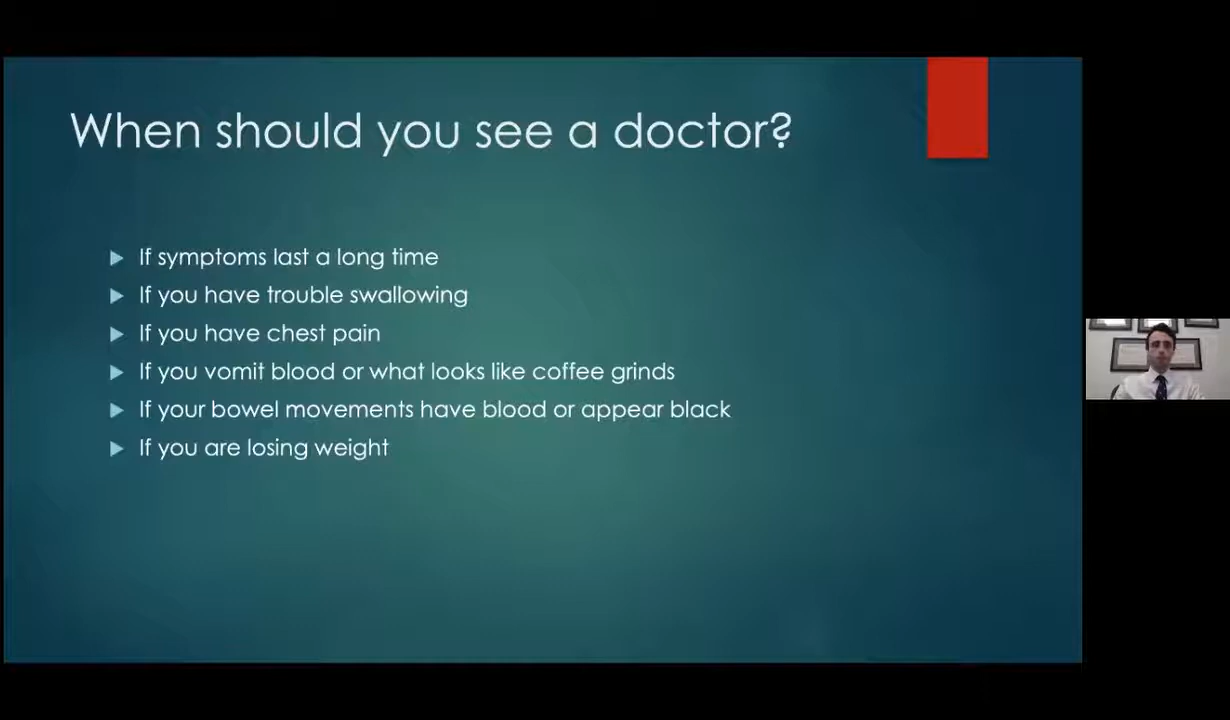 When should you see a doctor?
If symptoms last a long time
If you have trouble swallowing
If you have chest pain
If you vomit blood or what looks like coffee grinds
If your bowel movements have blood or appear black
If you are losing weight